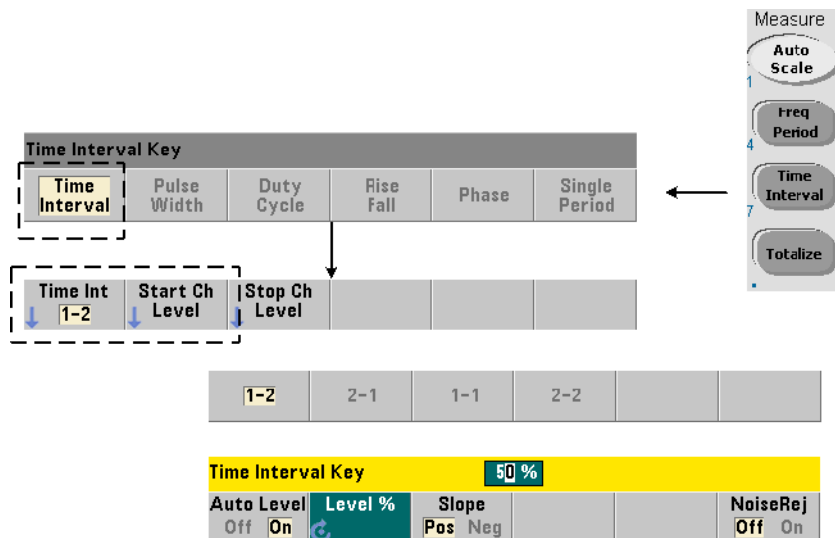 Measure
Auto
Scale
1
Freq
Period
4
Time
Interval
7
Totalize
.
Time Interval Key
Time
Interval
Pulse
Width
Duty
Cycle
Rise
Fall
Phase
Single
Period
Time Int
1-2
Start Ch
Level
Stop Ch
Level
1-2 2-1 1-1 2-2
Time Interval Key 50 %
Auto Level Level % Slope NoiseRej
Off On Pos Neg Off On